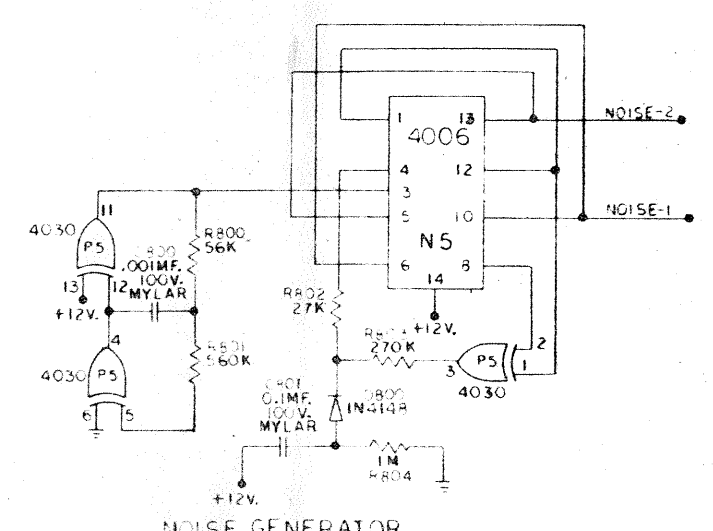 NOISE-2
1 13
4006
4 12
3
5 10
NOISE-1
N5
6 8
14
+12V.
11
4030
P5
13 12
+12V.
R800
56K
C800
.001MF.
100V.
MYLAR
4
4030
P5
6 5
R801
560K
R802
27K
270K
2
P5
3 1
4030
C801
0.1MF.
100V.
MYLAR
D800
1N4148
1M
R804
+12V.
NOISE GENERATOR